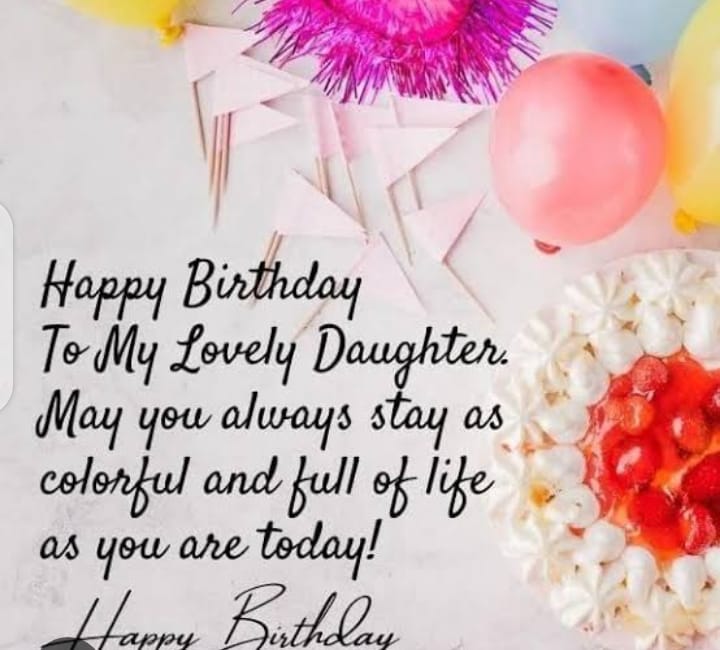 Happy Birthday
To My Lovely Daughter.
May you always stay as
colorful and full of life
as you are today!
Happy Birthday